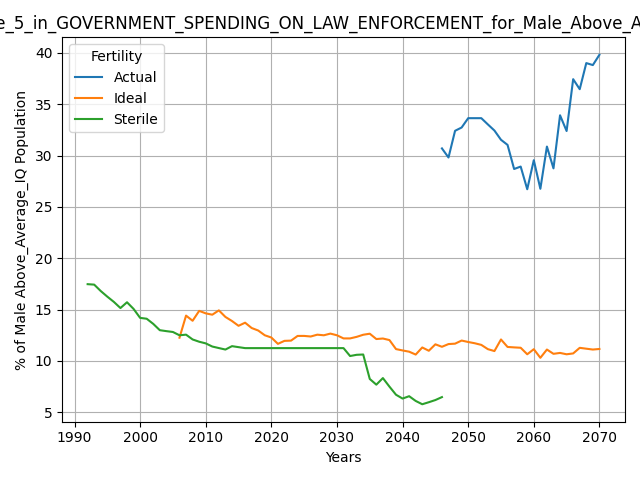 e_5_in_GOVERNMENT_SPENDING_ON_LAW_ENFORCEMENT_for_Male_Above_A
Fertility
Actual
Ideal
Sterile
% of Male Above_Average_IQ Population
40
35
30
25
20
15
10
5
1990 2000 2010 2020 2030 2040 2050 2060 2070
Years